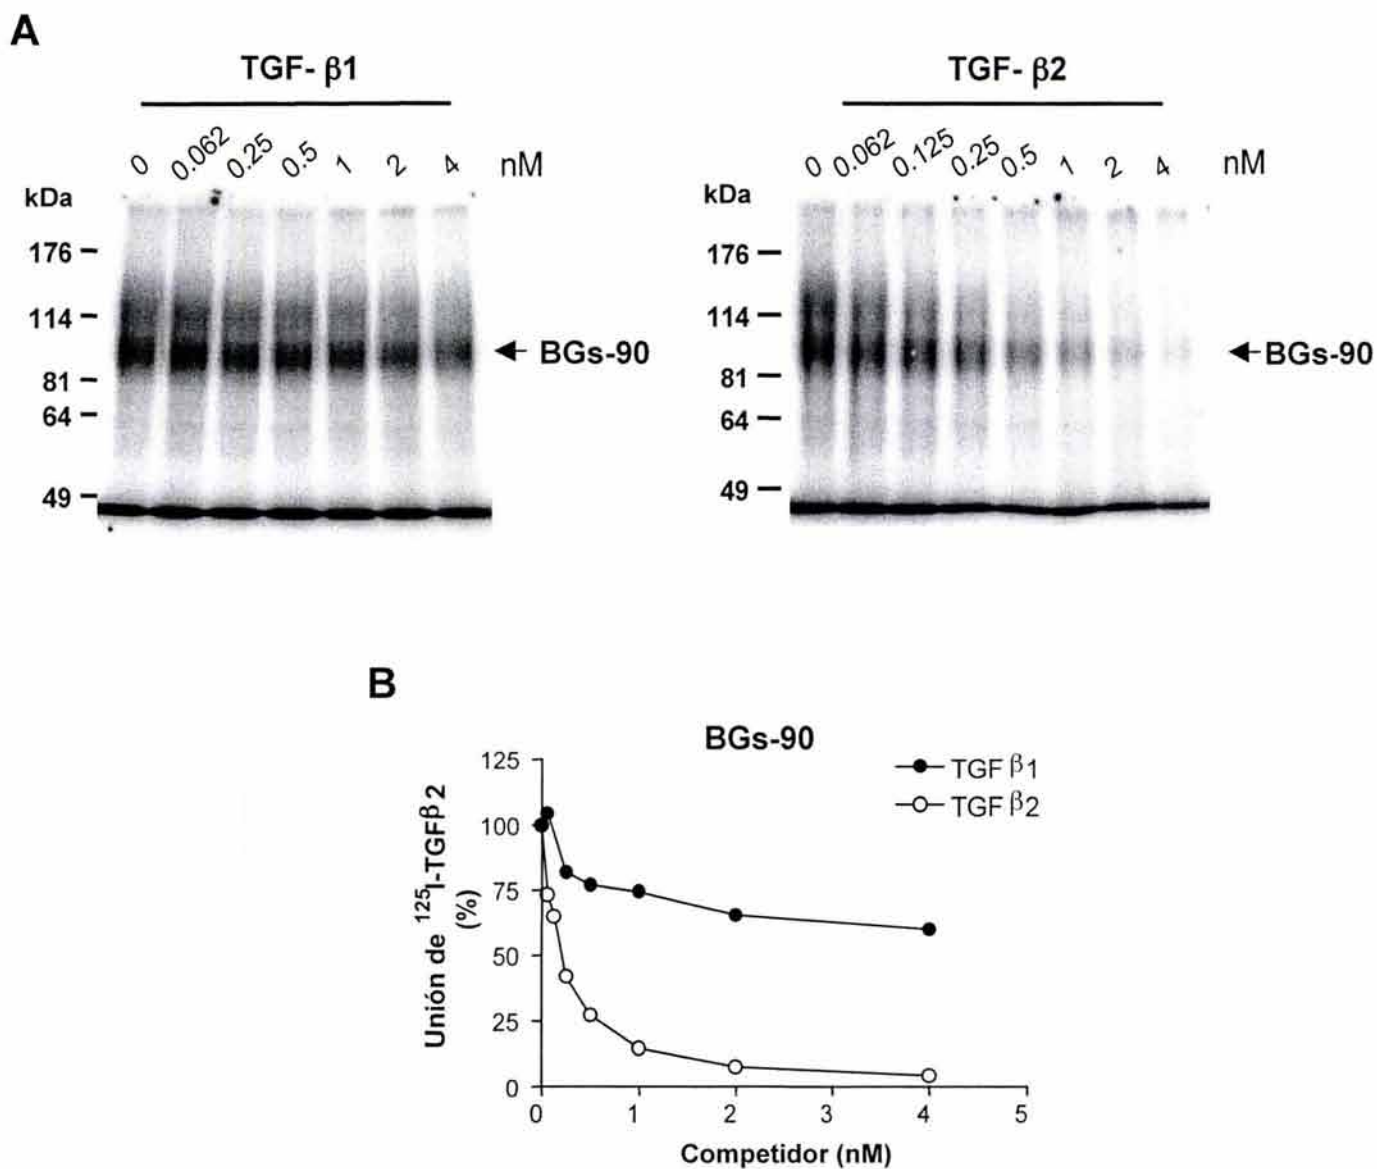 A
TGF- β1
TGF- β2
0 0.062 0.25 0.5 1 2 4 nM
0 0.062 0.125 0.25 0.5 1 2 4 nM
kDa
176
114
81
64
49
BGs-90
kDa
176
114
81
64
49
BGs-90
B
BGs-90
TGF β1
TGF β2
Unión de ¹²⁵I-TGFβ2
(%)
125
100
75
50
25
0
0 1 2 3 4 5
Competidor (nM)